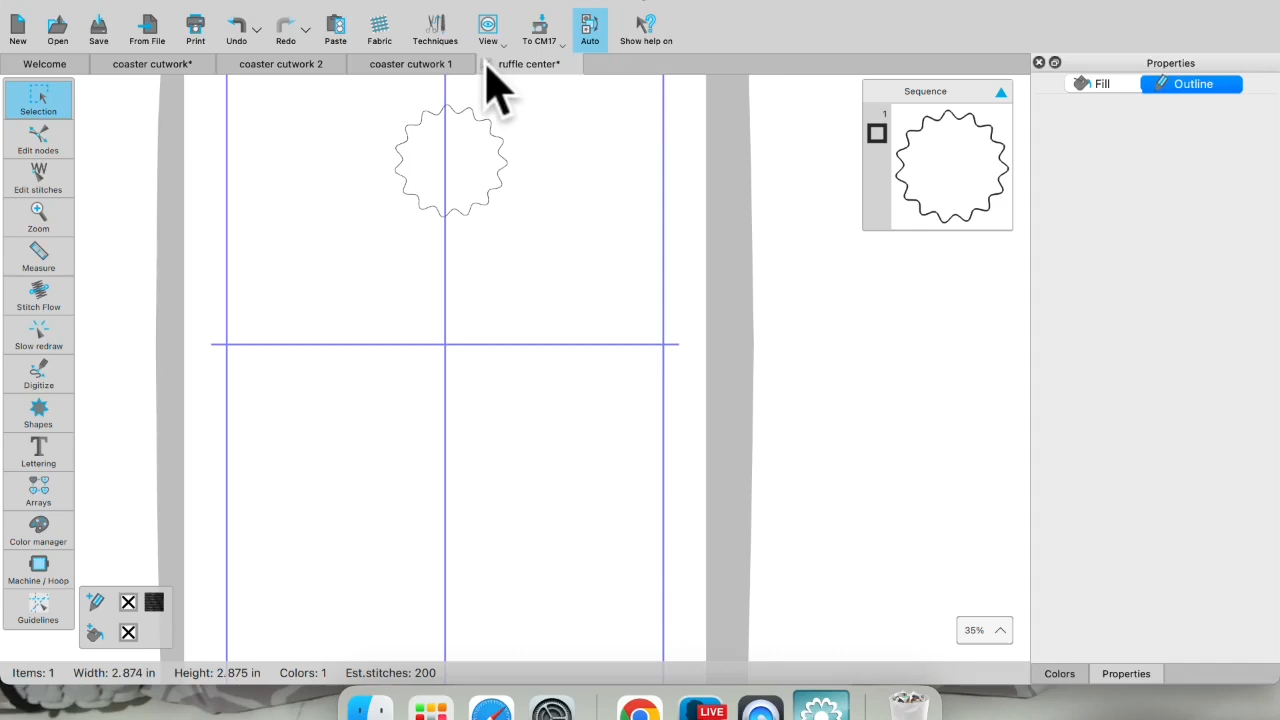 New Open Save From File Print Undo Redo Paste Fabric Techniques View To CM17 Auto Show help on
Welcome coaster cutwork* coaster cutwork 2 coaster cutwork 1 ruffle center*
Properties
Fill Outline
Sequence
1
Selection
Edit nodes
Edit stitches
Zoom
Measure
Stitch Flow
Slow redraw
Digitize
Shapes
Lettering
Arrays
Color manager
Machine / Hoop
Guidelines
35%
Items: 1 Width: 2.874 in Height: 2.875 in Colors: 1 Est.stitches: 200
Colors Properties
LIVE